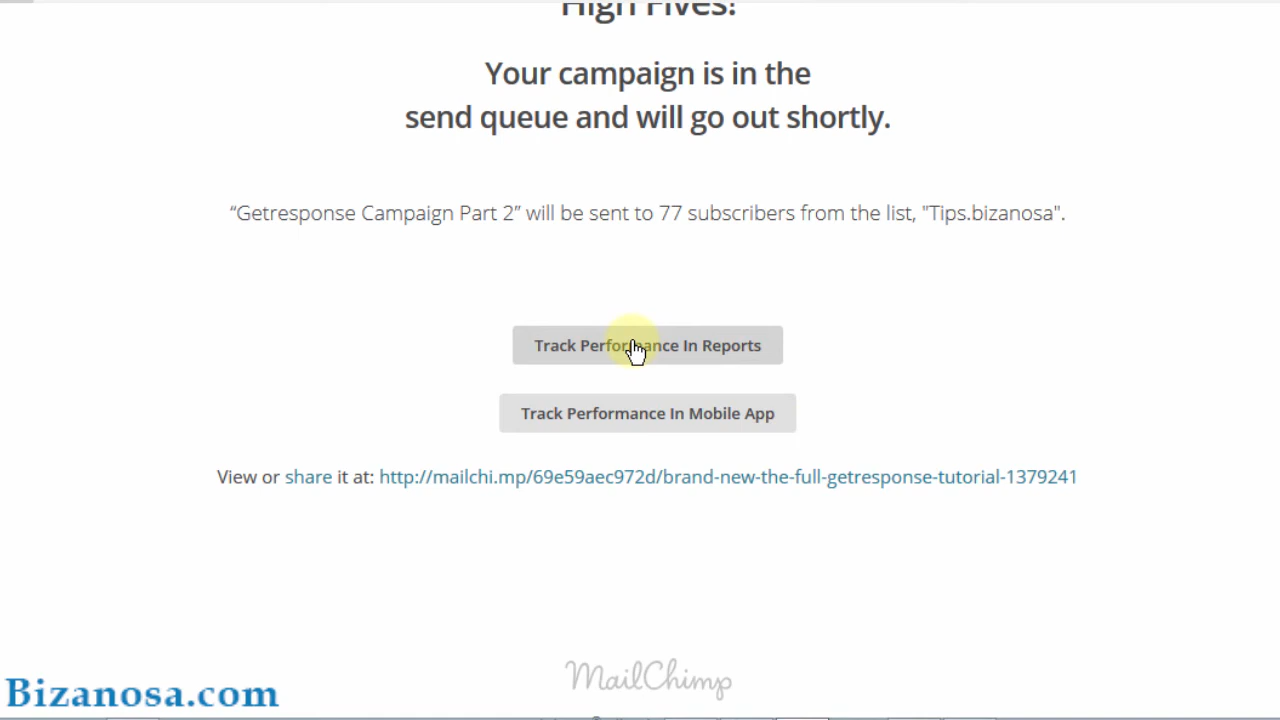 High Fives!
Your campaign is in the
send queue and will go out shortly.
“Getresponse Campaign Part 2” will be sent to 77 subscribers from the list, "Tips.bizanosa".
Track Performance In Reports
Track Performance In Mobile App
View or share it at: http://mailchi.mp/69e59aec972d/brand-new-the-full-getresponse-tutorial-1379241
MailChimp
Bizanosa.com